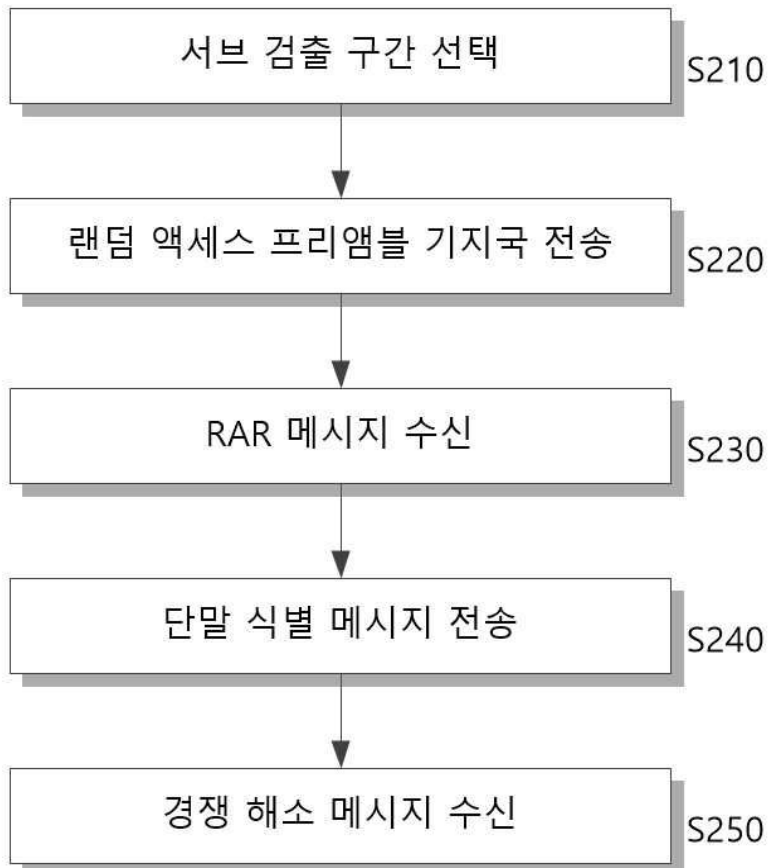 서브 검출 구간 선택
S210
랜덤 액세스 프리앰블 기지국 전송
S220
RAR 메시지 수신
S230
단말 식별 메시지 전송
S240
경쟁 해소 메시지 수신
S250